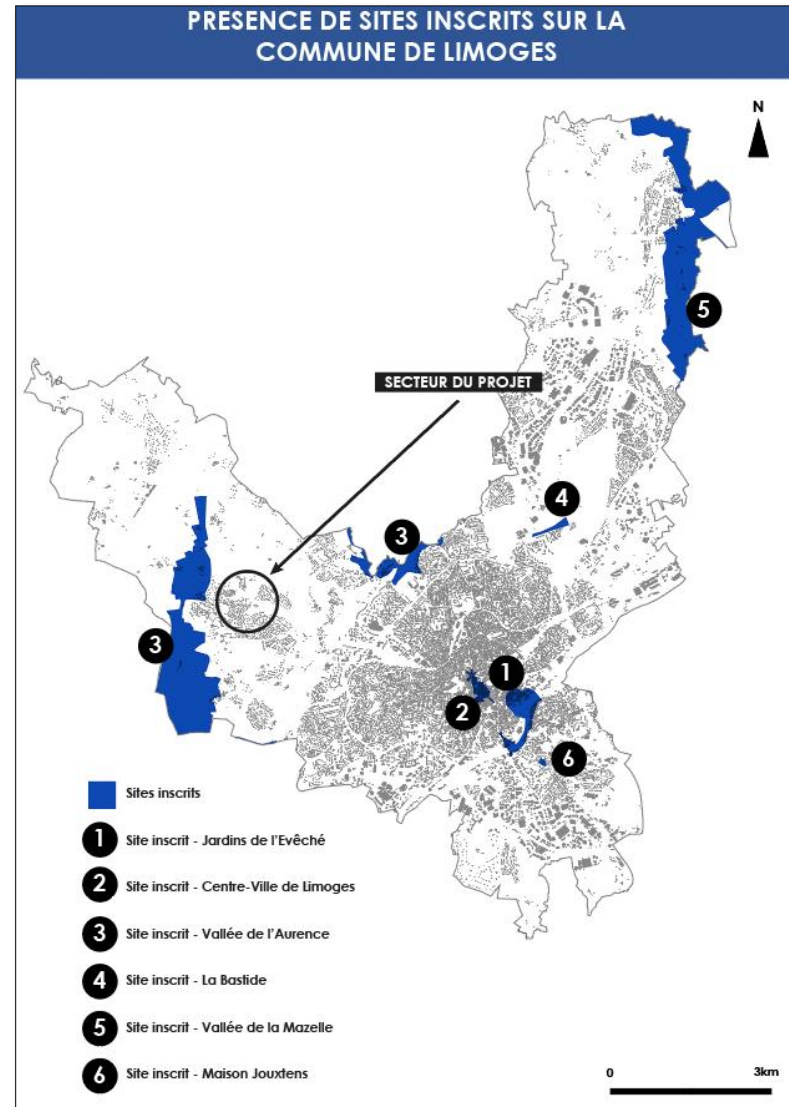 PRESENCE DE SITES INSCRITS SUR LA
COMMUNE DE LIMOGES
N
5
SECTEUR DU PROJET
4
3
3
1
2
6
Sites inscrits
1 Site inscrit - Jardins de l'Evêché
2 Site inscrit - Centre-Ville de Limoges
3 Site inscrit - Vallée de l'Aurence
4 Site inscrit - La Bastide
5 Site inscrit - Vallée de la Mazelle
6 Site inscrit - Maison Jouxtens
0 3km